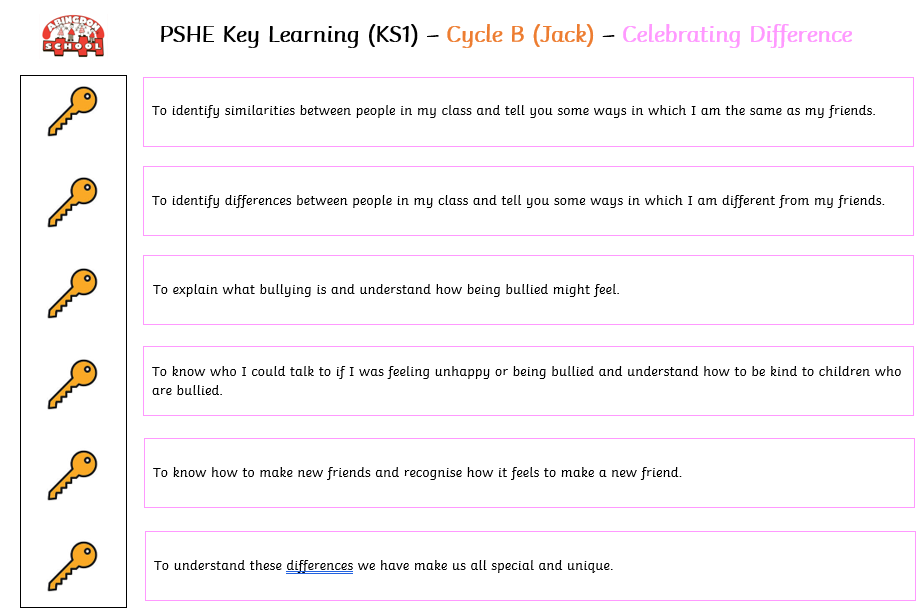 ABINGDON
SCHOOL
PSHE Key Learning (KS1) – Cycle B (Jack) – Celebrating Difference
To identify similarities between people in my class and tell you some ways in which I am the same as my friends.
To identify differences between people in my class and tell you some ways in which I am different from my friends.
To explain what bullying is and understand how being bullied might feel.
To know who I could talk to if I was feeling unhappy or being bullied and understand how to be kind to children who
are bullied.
To know how to make new friends and recognise how it feels to make a new friend.
To understand these differences we have make us all special and unique.